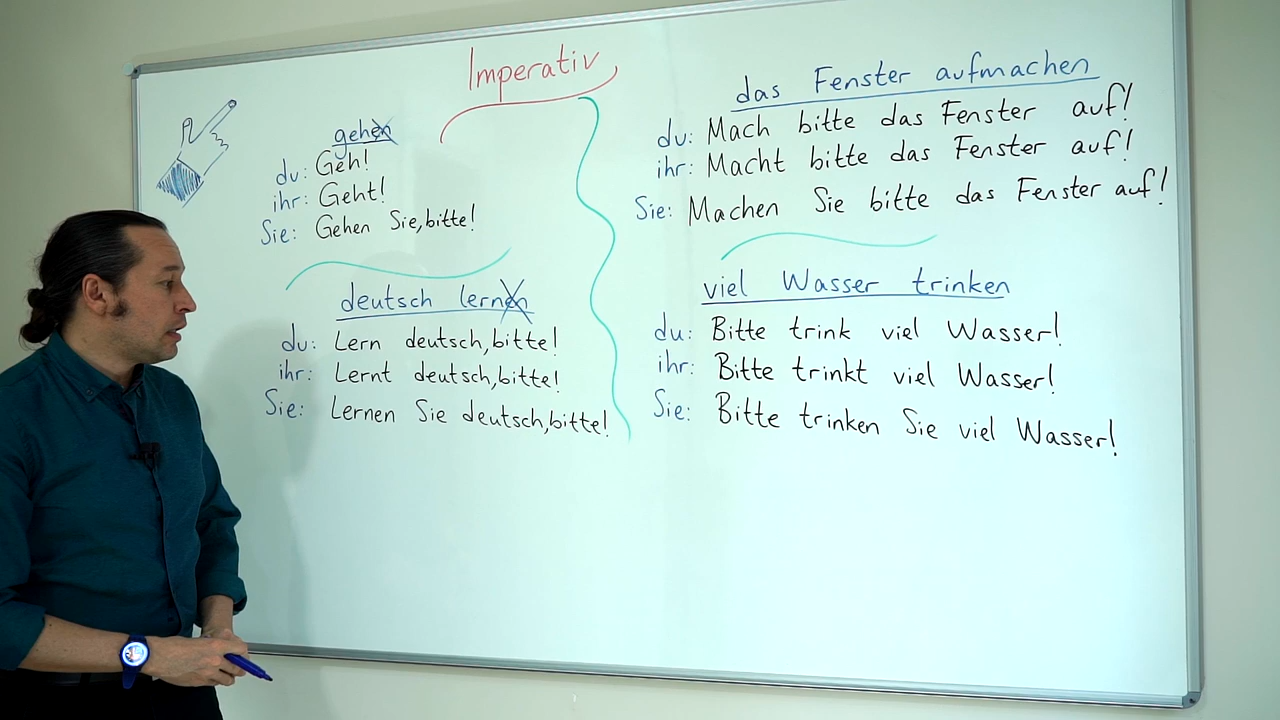 Imperativ
gehen
du: Geh!
ihr: Geht!
Sie: Gehen Sie, bitte!
deutsch lernen
du: Lern deutsch, bitte!
ihr: Lernt deutsch, bitte!
Sie: Lernen Sie deutsch, bitte!
das Fenster aufmachen
du: Mach bitte das Fenster auf!
ihr: Macht bitte das Fenster auf!
Sie: Machen Sie bitte das Fenster auf!
viel Wasser trinken
du: Bitte trink viel Wasser!
ihr: Bitte trinkt viel Wasser!
Sie: Bitte trinken Sie viel Wasser!